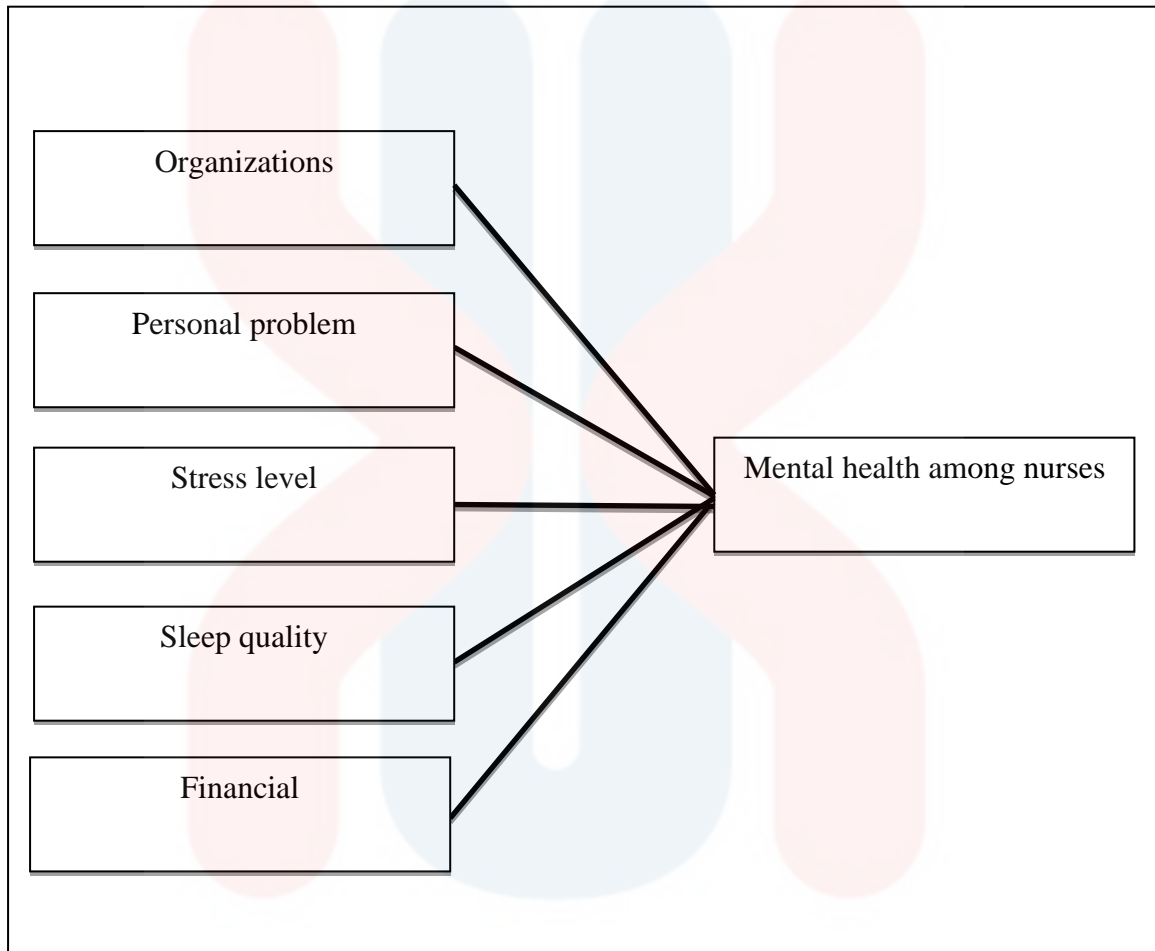 Organizations
Personal problem
Stress level
Mental health among nurses
Sleep quality
Financial